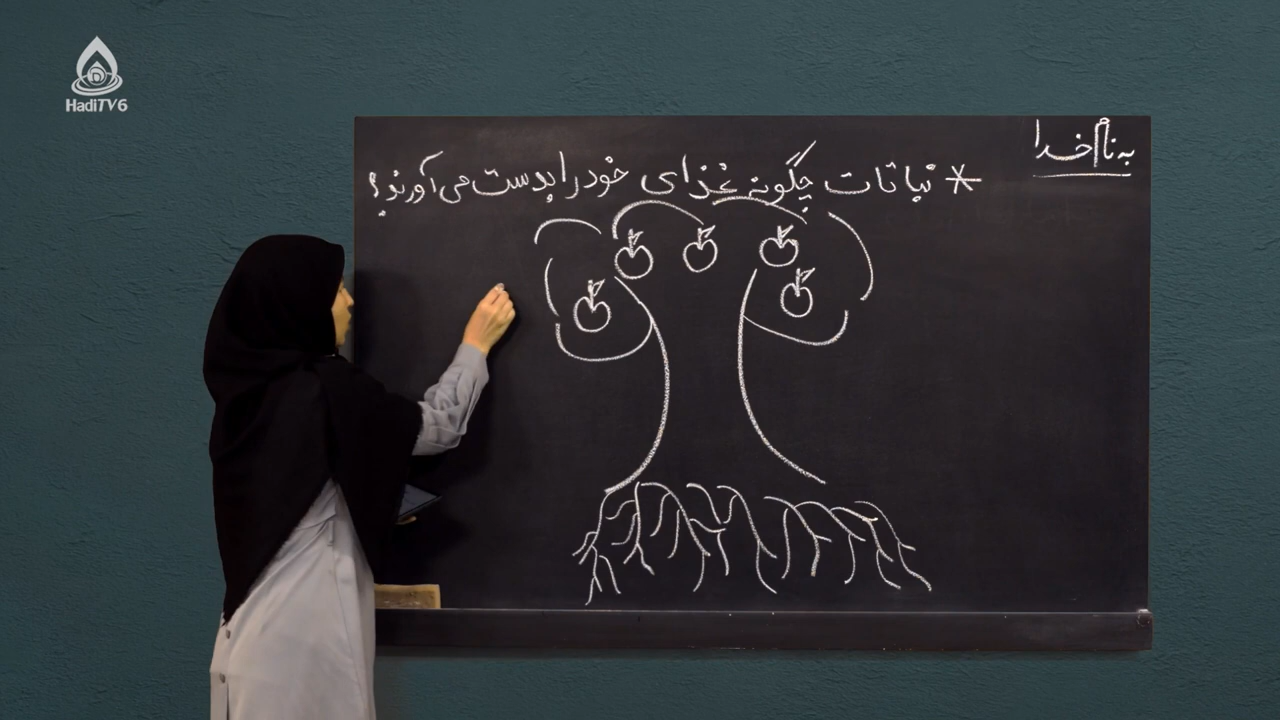 HadiTV6
به نام خدا
* نباتات چگونه غذای خود را بدست می آورند؟